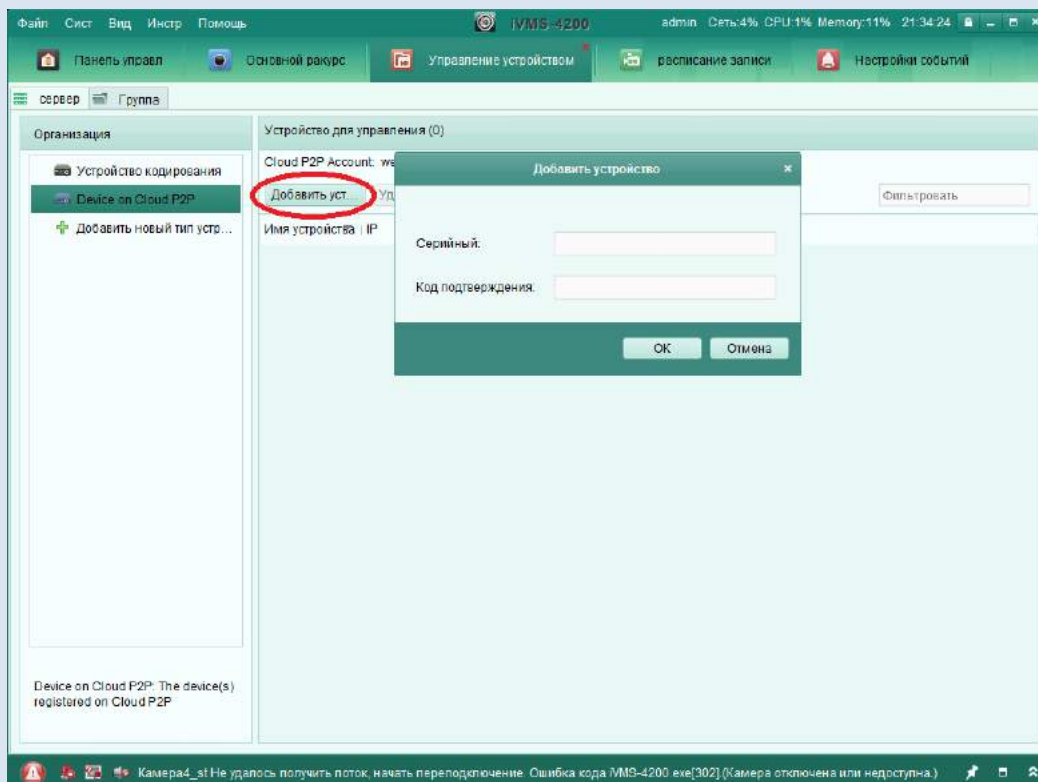 Файл Сист Вид Инстр Помощь iVMS-4200 admin Сеть:4% CPU:1% Memory:11% 21:34:24
Панель управл Основной ракурс Управление устройством расписание записи Настройки событий
сервер Группа
Организация
Устройство для управления (0)
Устройство кодирования
Device on Cloud P2P
Добавить новый тип устр...
Cloud P2P Account: we
Добавить уст... Уд
Фильтровать
Имя устройства IP
Добавить устройство
Серийный:
Код подтверждения:
OK Отмена
Device on Cloud P2P: The device(s)
registered on Cloud P2P
Камера4_st Не удалось получить поток, начать переподключение. Ошибка кода iVMS-4200.exe[302].(Камера отключена или недоступна.)